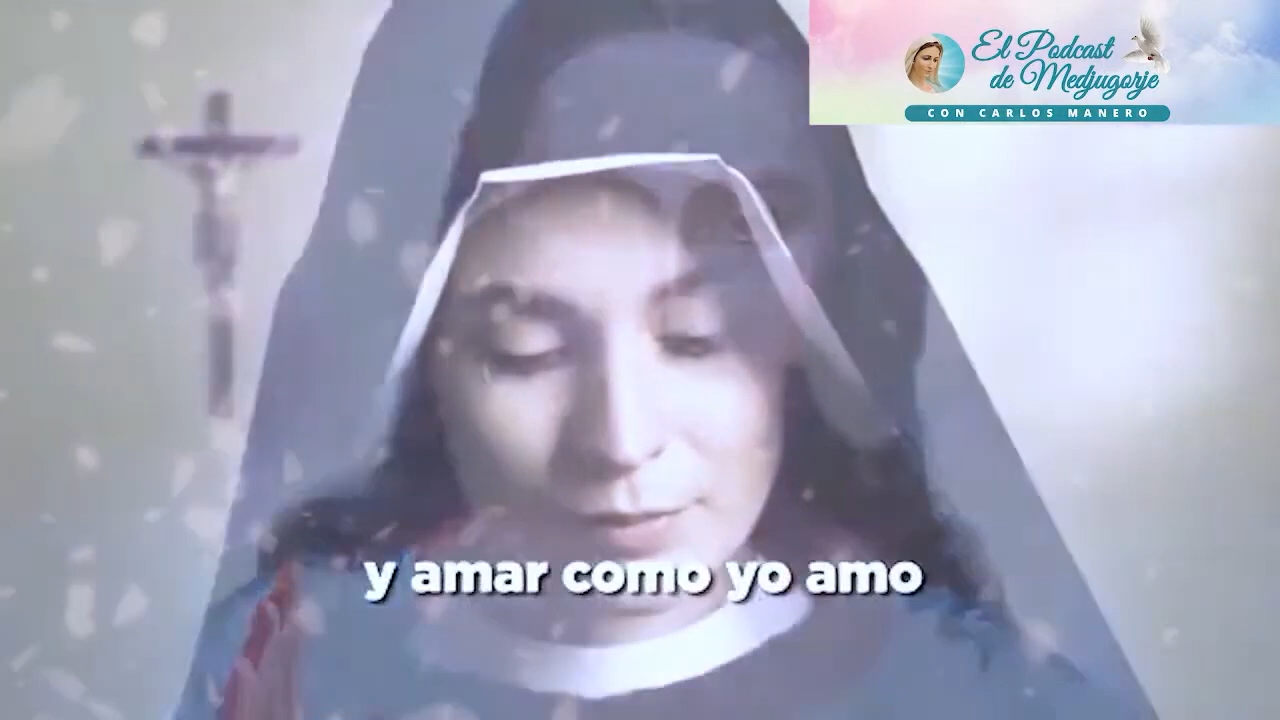 El Podcast
de Medjugorje
CON CARLOS MANERO
y amar como yo amo